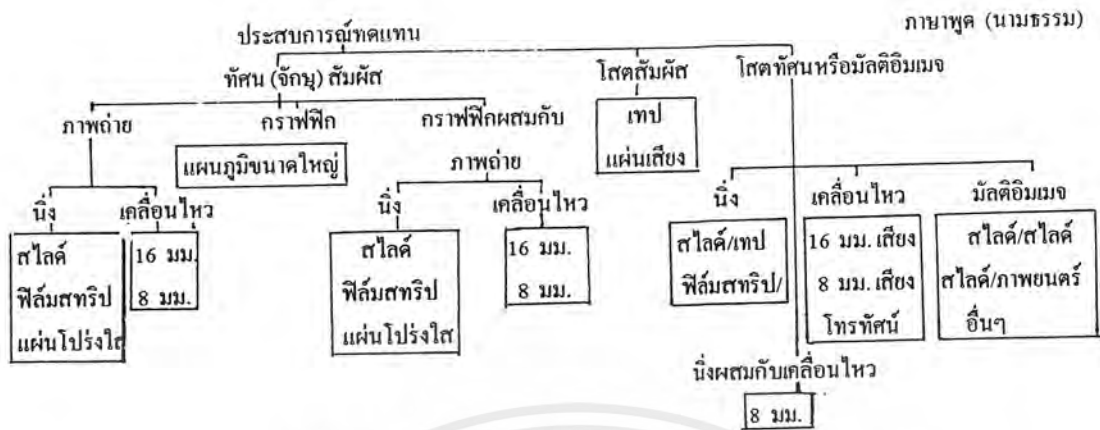 ภาษาพูด (นามธรรม)
ประสบการณ์ทดแทน
ทัศน (จักษุ) สัมผัส
โสตสัมผัส
โสตทัศนหรือมัลติอิมเมจ
ภาพถ่าย
กราฟฟิก
กราฟฟิกผสมกับ
ภาพถ่าย
เทป
แผ่นเสียง
แผนภูมิขนาดใหญ่
นิ่ง
เคลื่อนไหว
นิ่ง
เคลื่อนไหว
นิ่ง
เคลื่อนไหว
มัลติอิมเมจ
สไลด์
ฟิล์มสทริป
แผ่นโปร่งใส
16 มม.
8 มม.
สไลด์
ฟิล์มสทริป
แผ่นโปร่งใส
16 มม.
8 มม.
สไลด์/เทป
ฟิล์มสทริป/
16 มม. เสียง
8 มม. เสียง
โทรทัศน์
สไลด์/สไลด์
สไลด์/ภาพยนตร์
อื่นๆ
นิ่งผสมกับเคลื่อนไหว
8 มม.